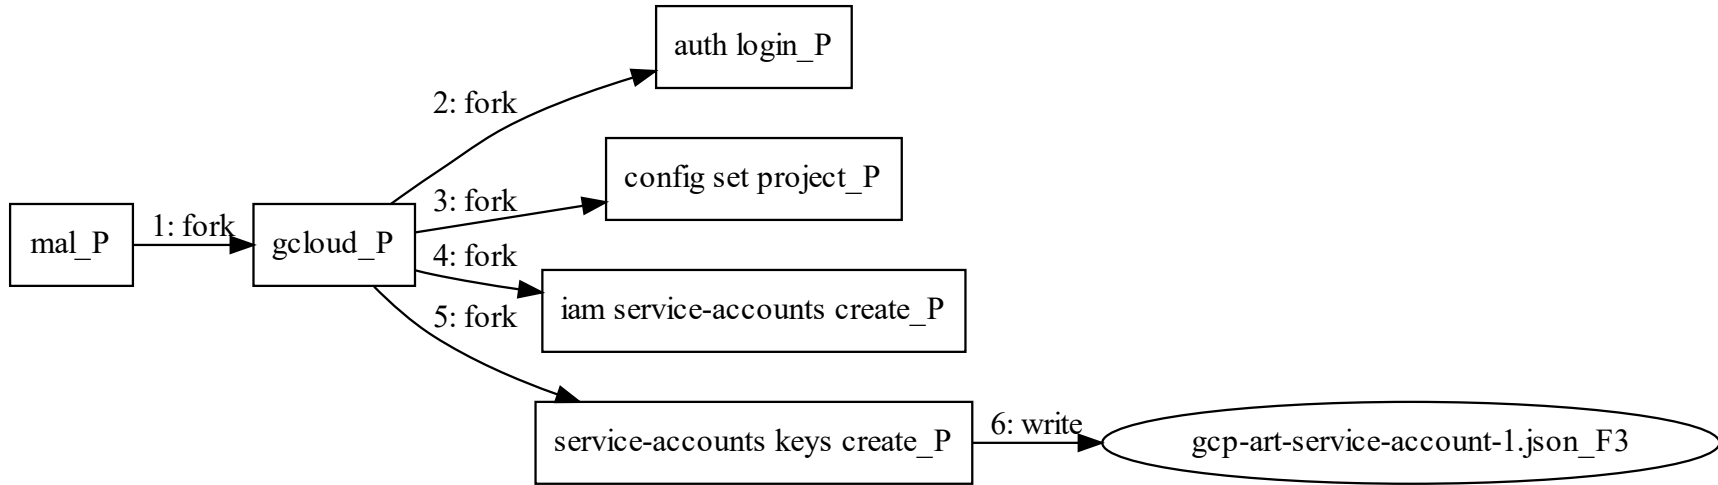 auth login_P
2: fork
config set project_P
3: fork
mal_P
1: fork
gcloud_P
4: fork
iam service-accounts create_P
5: fork
service-accounts keys create_P
6: write
gcp-art-service-account-1.json_F3